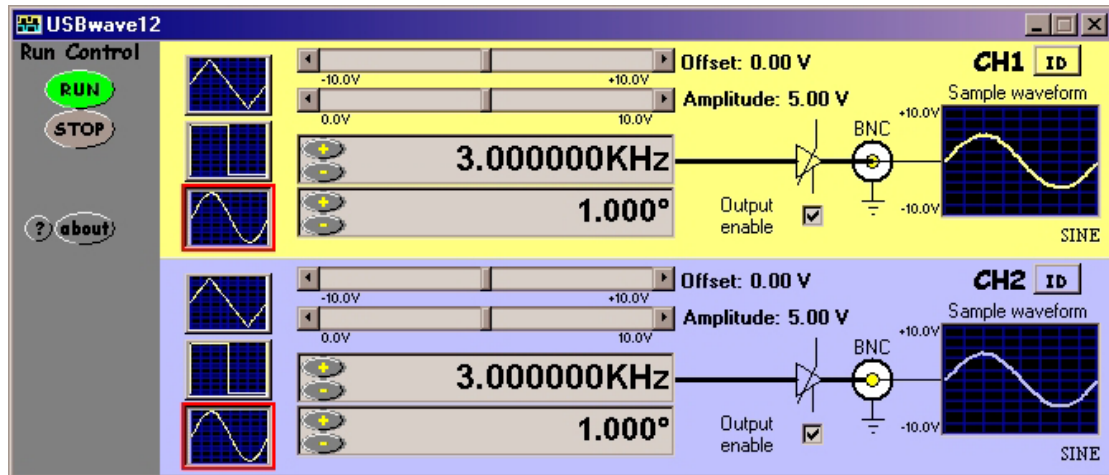 USBwave12
Run Control
RUN
STOP
? about
-10.0V +10.0V
Offset: 0.00 V
0.0V 10.0V
Amplitude: 5.00 V
+
-
3.000000KHz
+
-
1.000°
Output
enable
BNC
CH1 ID
Sample waveform
+10.0V
-10.0V
SINE
-10.0V +10.0V
Offset: 0.00 V
0.0V 10.0V
Amplitude: 5.00 V
+
-
3.000000KHz
+
-
1.000°
Output
enable
BNC
CH2 ID
Sample waveform
+10.0V
-10.0V
SINE